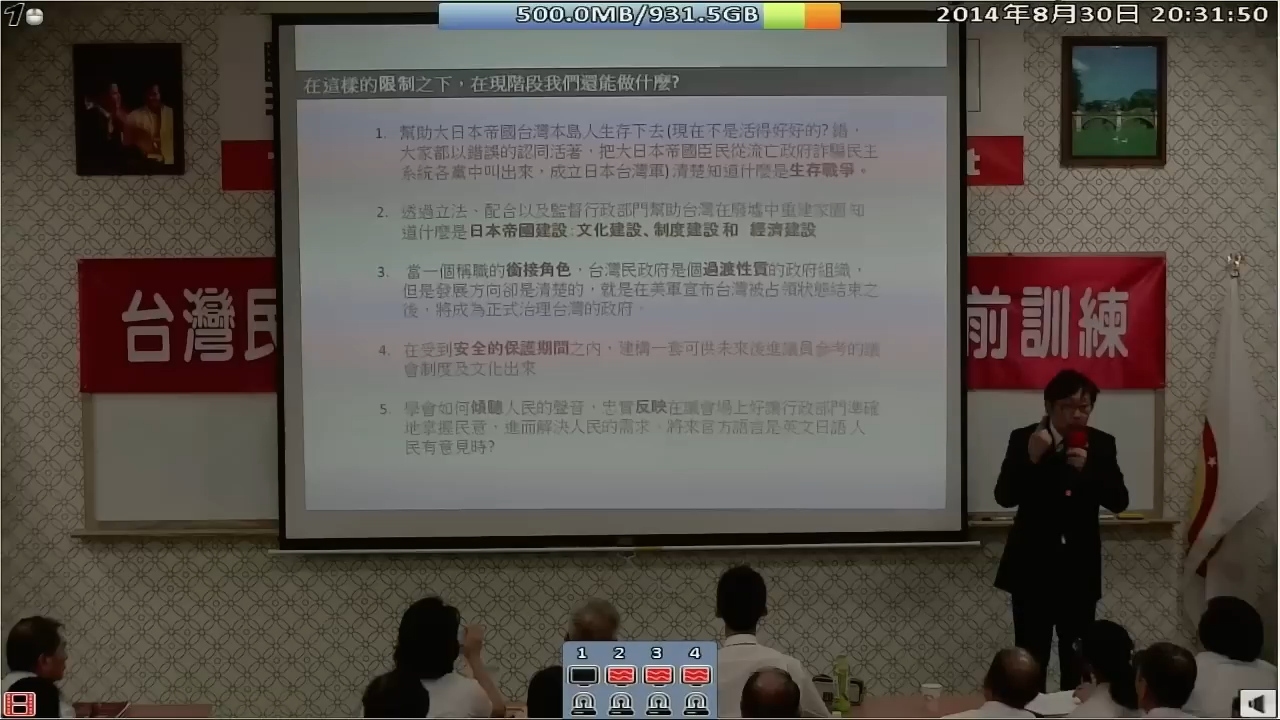 1
500.0MB/931.5GB
2014年8月30日 20:31:50
在這樣的限制之下，在現階段我們還能做什麼?
1. 幫助大日本帝國台灣本島人生存下去(現在不是活得好好的? 錯，
大家都以錯誤的認同活著，把大日本帝國臣民從流亡政府詐騙民主
系統各黨中叫出來，成立日本台灣軍) 清楚知道什麼是生存戰爭。
2. 透過立法、配合以及監督行政部門幫助台灣在廢墟中重建家園 知
道什麼是日本帝國建設: 文化建設、制度建設 和 經濟建設
3. 當一個稱職的銜接角色，台灣民政府是個過渡性質的政府組織，
但是發展方向卻是清楚的，就是在美軍宣布台灣被占領狀態結束之
後，將成為正式治理台灣的政府。
4. 在受到安全的保護期間之內，建構一套可供未來後進議員參考的議
會制度及文化出來
5. 學會如何傾聽人民的聲音，忠實反映在議會場上好讓行政部門準確
地掌握民意，進而解決人民的需求。將來官方語言是英文日語 人
民有意見時?
t
台灣民
前訓練
1 2 3 4